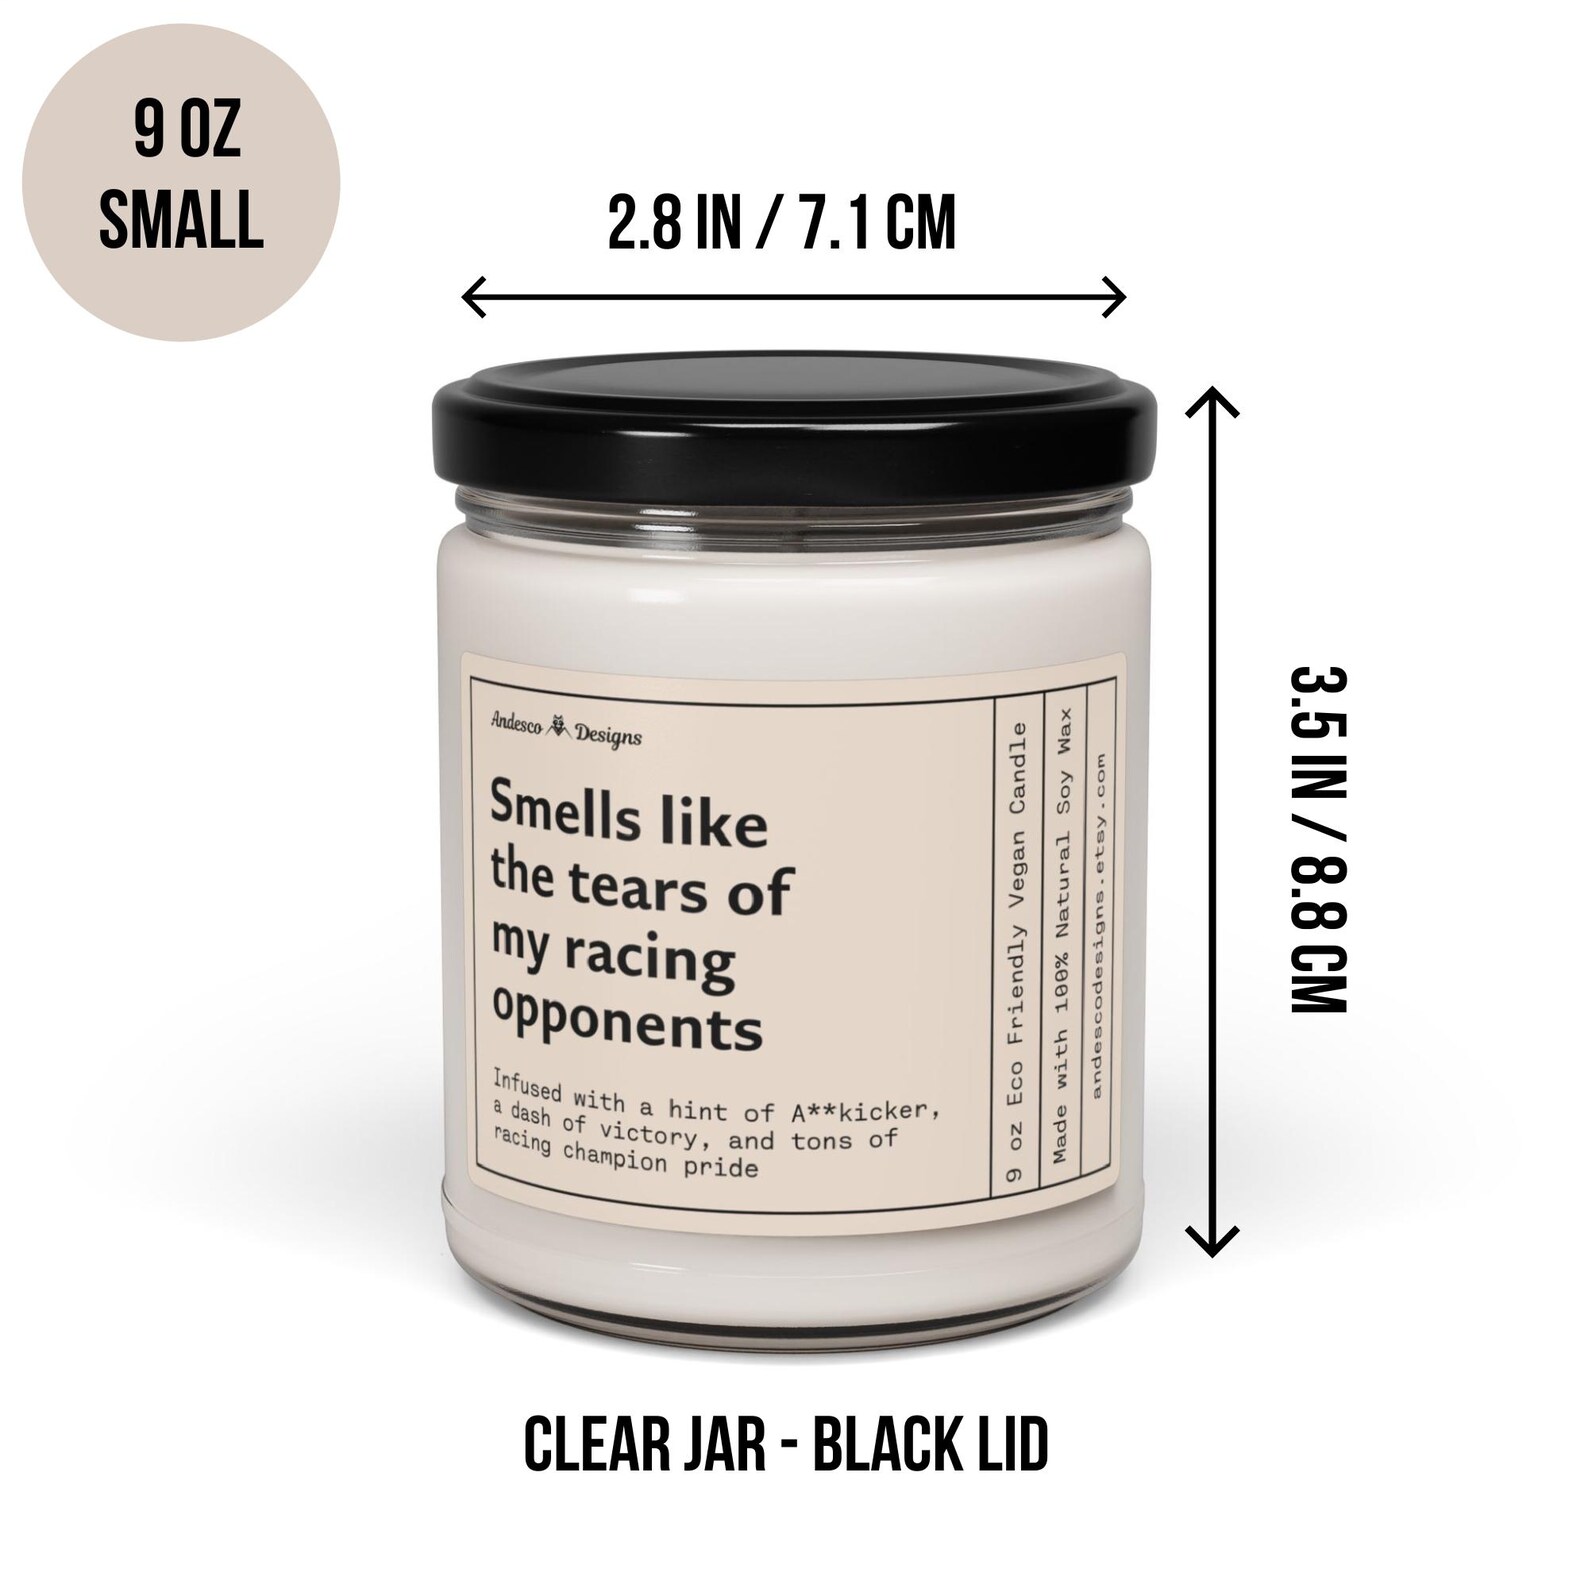 9 OZ
SMALL
2.8 IN / 7.1 CM
3.5 IN / 8.8 CM
Andesco Designs
Smells like
the tears of
my racing
opponents
Infused with a hint of A**kicker,
a dash of victory, and tons of
racing champion pride
9 oz Eco Friendly Vegan Candle
Made with 100% Natural Soy Wax
andescodesigns.etsy.com
CLEAR JAR - BLACK LID